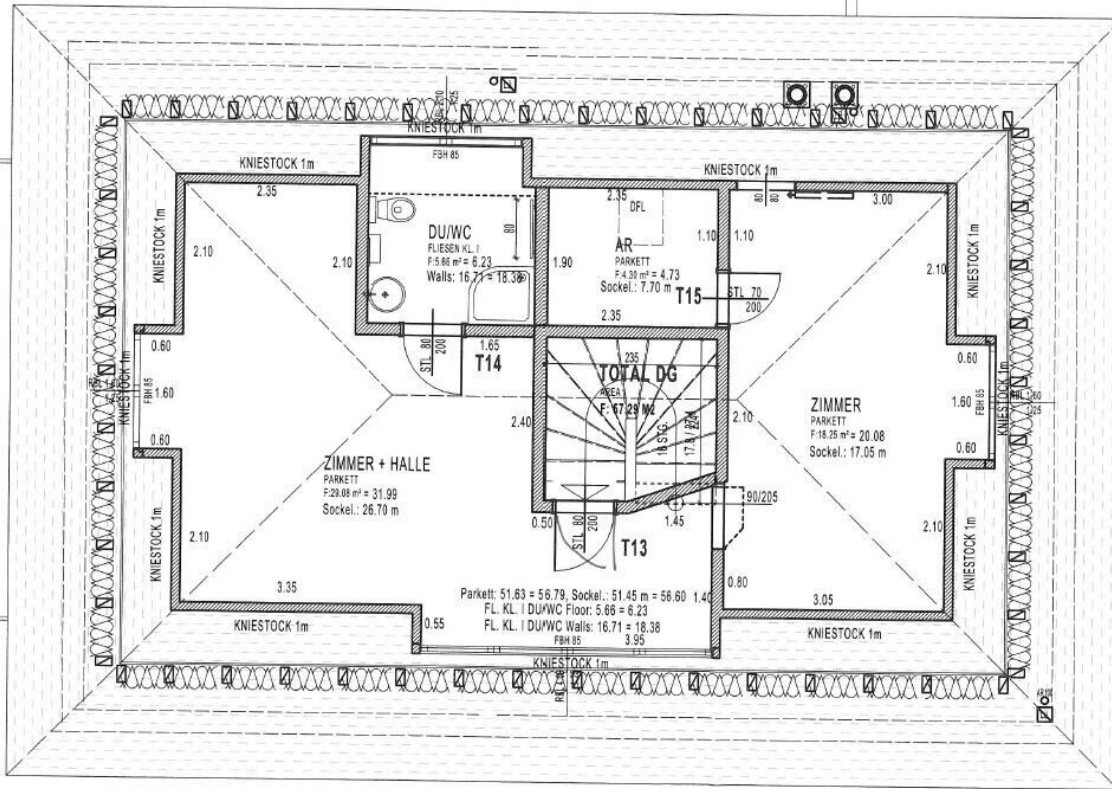 KNIESTOCK 1m
FBH 85
KNIESTOCK 1m
KNIESTOCK 1m
2.35
2.35
DFL
80
80
3.00
KNIESTOCK 1m
KNIESTOCK 1m
2.10
2.10
DU/WC
FLIESEN KL. I
F:5.66 m² = 6.23
Walls: 16.71 = 18.38
80
1.90
AR
PARKETT
F:4.30 m² = 4.73
Sockel.: 7.70 m
1.10
1.10
2.10
2.35
T15
STL 70
200
0.60
1.60
0.60
FBH 85
KNIESTOCK 1m
STL 80
200
1.65
T14
2.40
235
TOTAL DG
AREA
F: 57.29 M2
16 STG.
2.10
ZIMMER
PARKETT
F:18.25 m² = 20.08
Sockel.: 17.05 m
0.60
1.60
0.60
FBH 85
KNIESTOCK 1m
ZIMMER + HALLE
PARKETT
F:29.08 m² = 31.99
Sockel.: 26.70 m
90/205
0.50
STL 80
200
1.45
T13
KNIESTOCK 1m
2.10
2.10
KNIESTOCK 1m
3.35
Parkett: 51.63 = 56.79, Sockel.: 51.45 m = 56.60
1.40
0.80
3.05
FL. KL. I DU/WC Floor: 5.66 = 6.23
FL. KL. I DU/WC Walls: 16.71 = 18.38
KNIESTOCK 1m
0.55
FBH 85
3.95
KNIESTOCK 1m
KNIESTOCK 1m